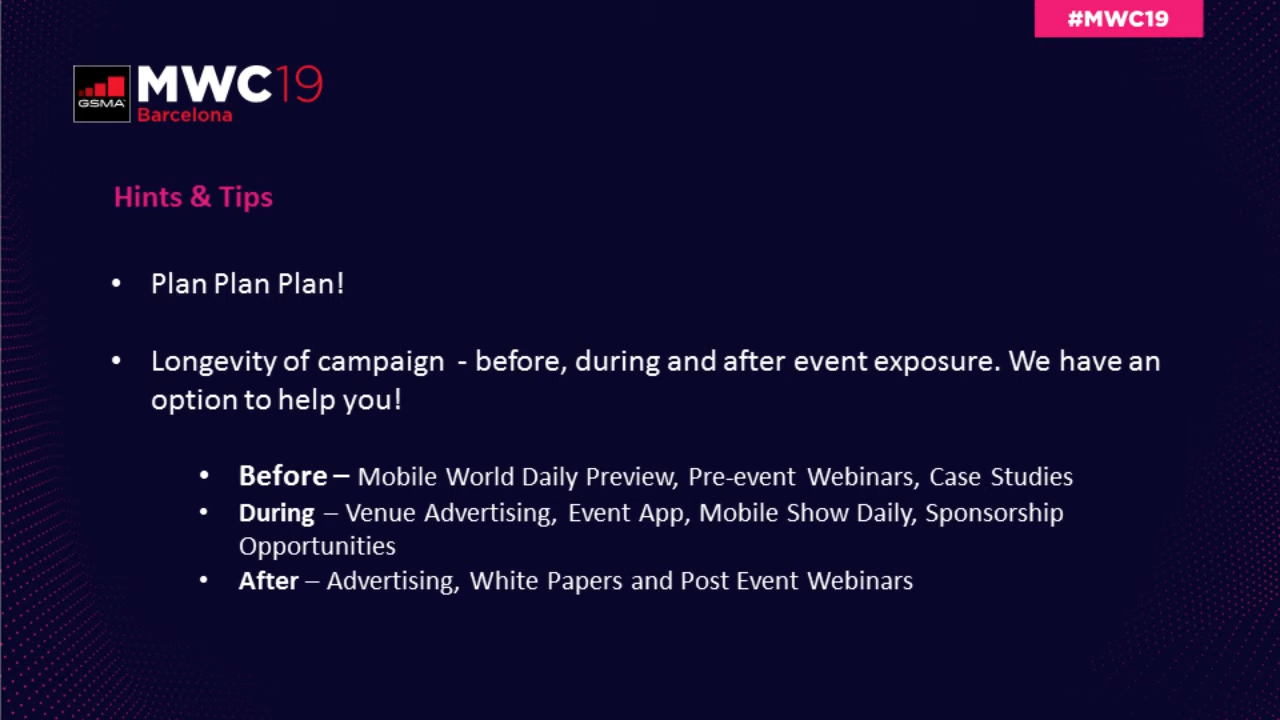 #MWC19
GSMA
MWC19
Barcelona
Hints & Tips
• Plan Plan Plan!
• Longevity of campaign - before, during and after event exposure. We have an
option to help you!
• Before – Mobile World Daily Preview, Pre-event Webinars, Case Studies
• During – Venue Advertising, Event App, Mobile Show Daily, Sponsorship
Opportunities
• After – Advertising, White Papers and Post Event Webinars